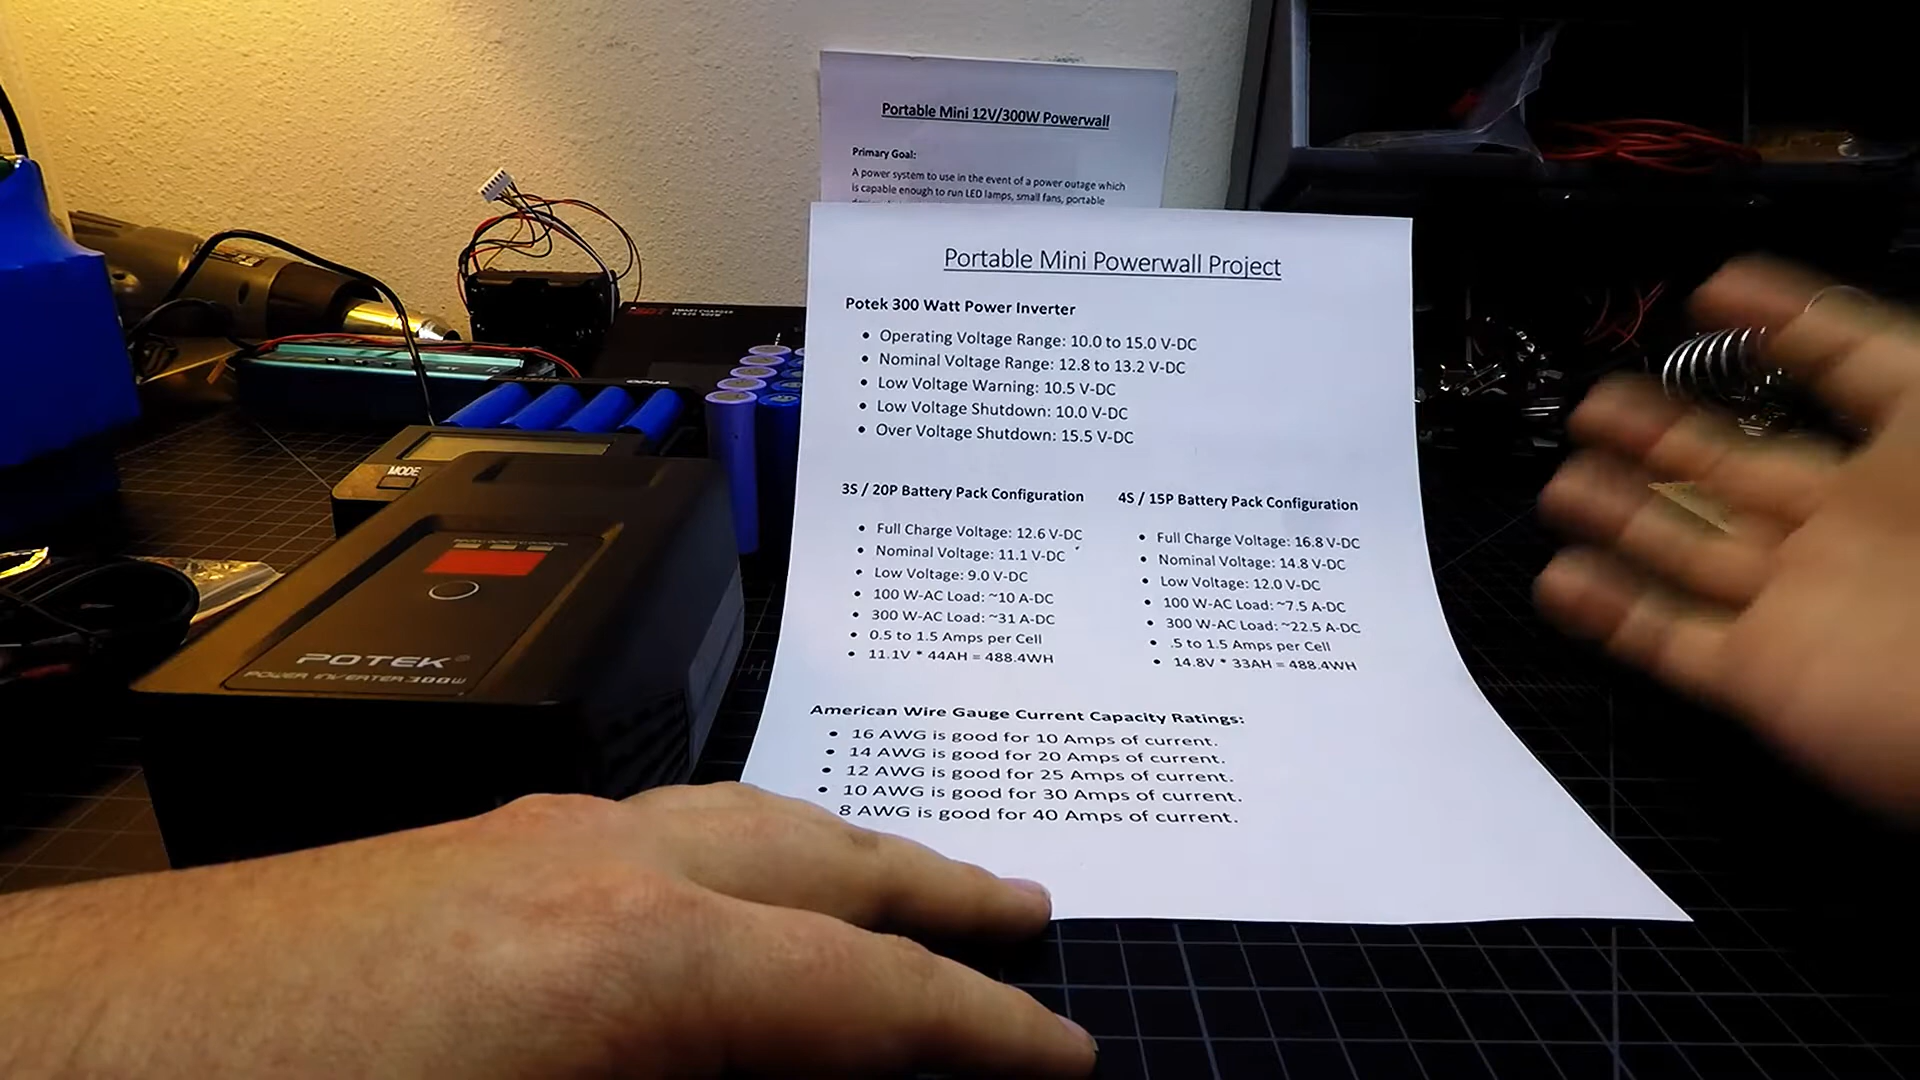 Portable Mini 12V/300W Powerwall
Primary Goal:
A power system to use in the event of a power outage which
is capable enough to run LED lamps, small fans, portable
Portable Mini Powerwall Project
Potek 300 Watt Power Inverter
• Operating Voltage Range: 10.0 to 15.0 V-DC
• Nominal Voltage Range: 12.8 to 13.2 V-DC
• Low Voltage Warning: 10.5 V-DC
• Low Voltage Shutdown: 10.0 V-DC
• Over Voltage Shutdown: 15.5 V-DC
3S / 20P Battery Pack Configuration
• Full Charge Voltage: 12.6 V-DC
• Nominal Voltage: 11.1 V-DC
• Low Voltage: 9.0 V-DC
• 100 W-AC Load: ~10 A-DC
• 300 W-AC Load: ~31 A-DC
• 0.5 to 1.5 Amps per Cell
• 11.1V * 44AH = 488.4WH
4S / 15P Battery Pack Configuration
• Full Charge Voltage: 16.8 V-DC
• Nominal Voltage: 14.8 V-DC
• Low Voltage: 12.0 V-DC
• 100 W-AC Load: ~7.5 A-DC
• 300 W-AC Load: ~22.5 A-DC
• .5 to 1.5 Amps per Cell
• 14.8V * 33AH = 488.4WH
American Wire Gauge Current Capacity Ratings:
• 16 AWG is good for 10 Amps of current.
• 14 AWG is good for 20 Amps of current.
• 12 AWG is good for 25 Amps of current.
• 10 AWG is good for 30 Amps of current.
8 AWG is good for 40 Amps of current.
MODE
POTEK®
POWER INVERTER 300W
SMART CHARGER
OPUS